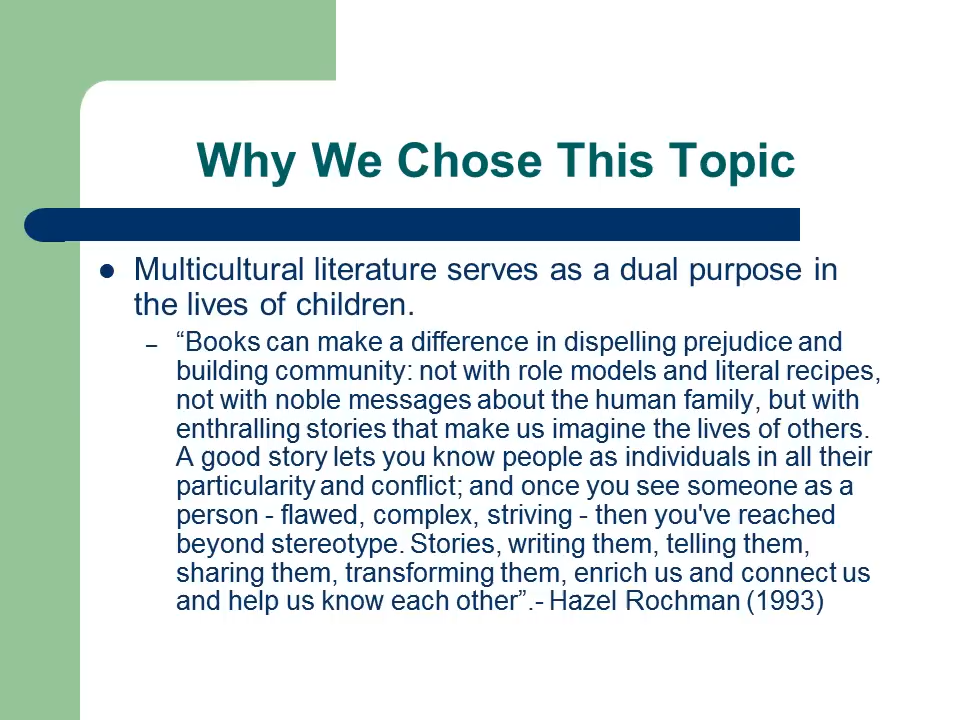 Why We Chose This Topic
● Multicultural literature serves as a dual purpose in
the lives of children.
– “Books can make a difference in dispelling prejudice and
building community: not with role models and literal recipes,
not with noble messages about the human family, but with
enthralling stories that make us imagine the lives of others.
A good story lets you know people as individuals in all their
particularity and conflict; and once you see someone as a
person - flawed, complex, striving - then you've reached
beyond stereotype. Stories, writing them, telling them,
sharing them, transforming them, enrich us and connect us
and help us know each other”.- Hazel Rochman (1993)